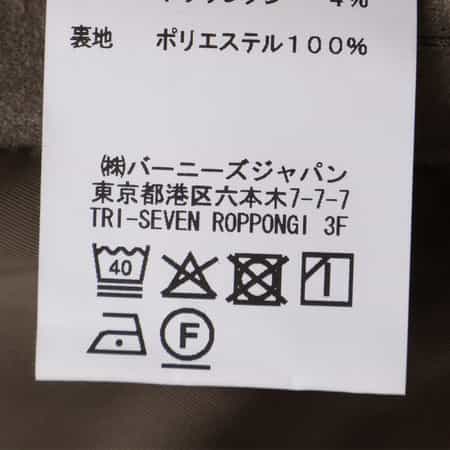 4%
裏地 ポリエステル100%
㈱バーニーズジャパン
東京都港区六本木7-7-7
TRI-SEVEN ROPPONGI 3F
40
F